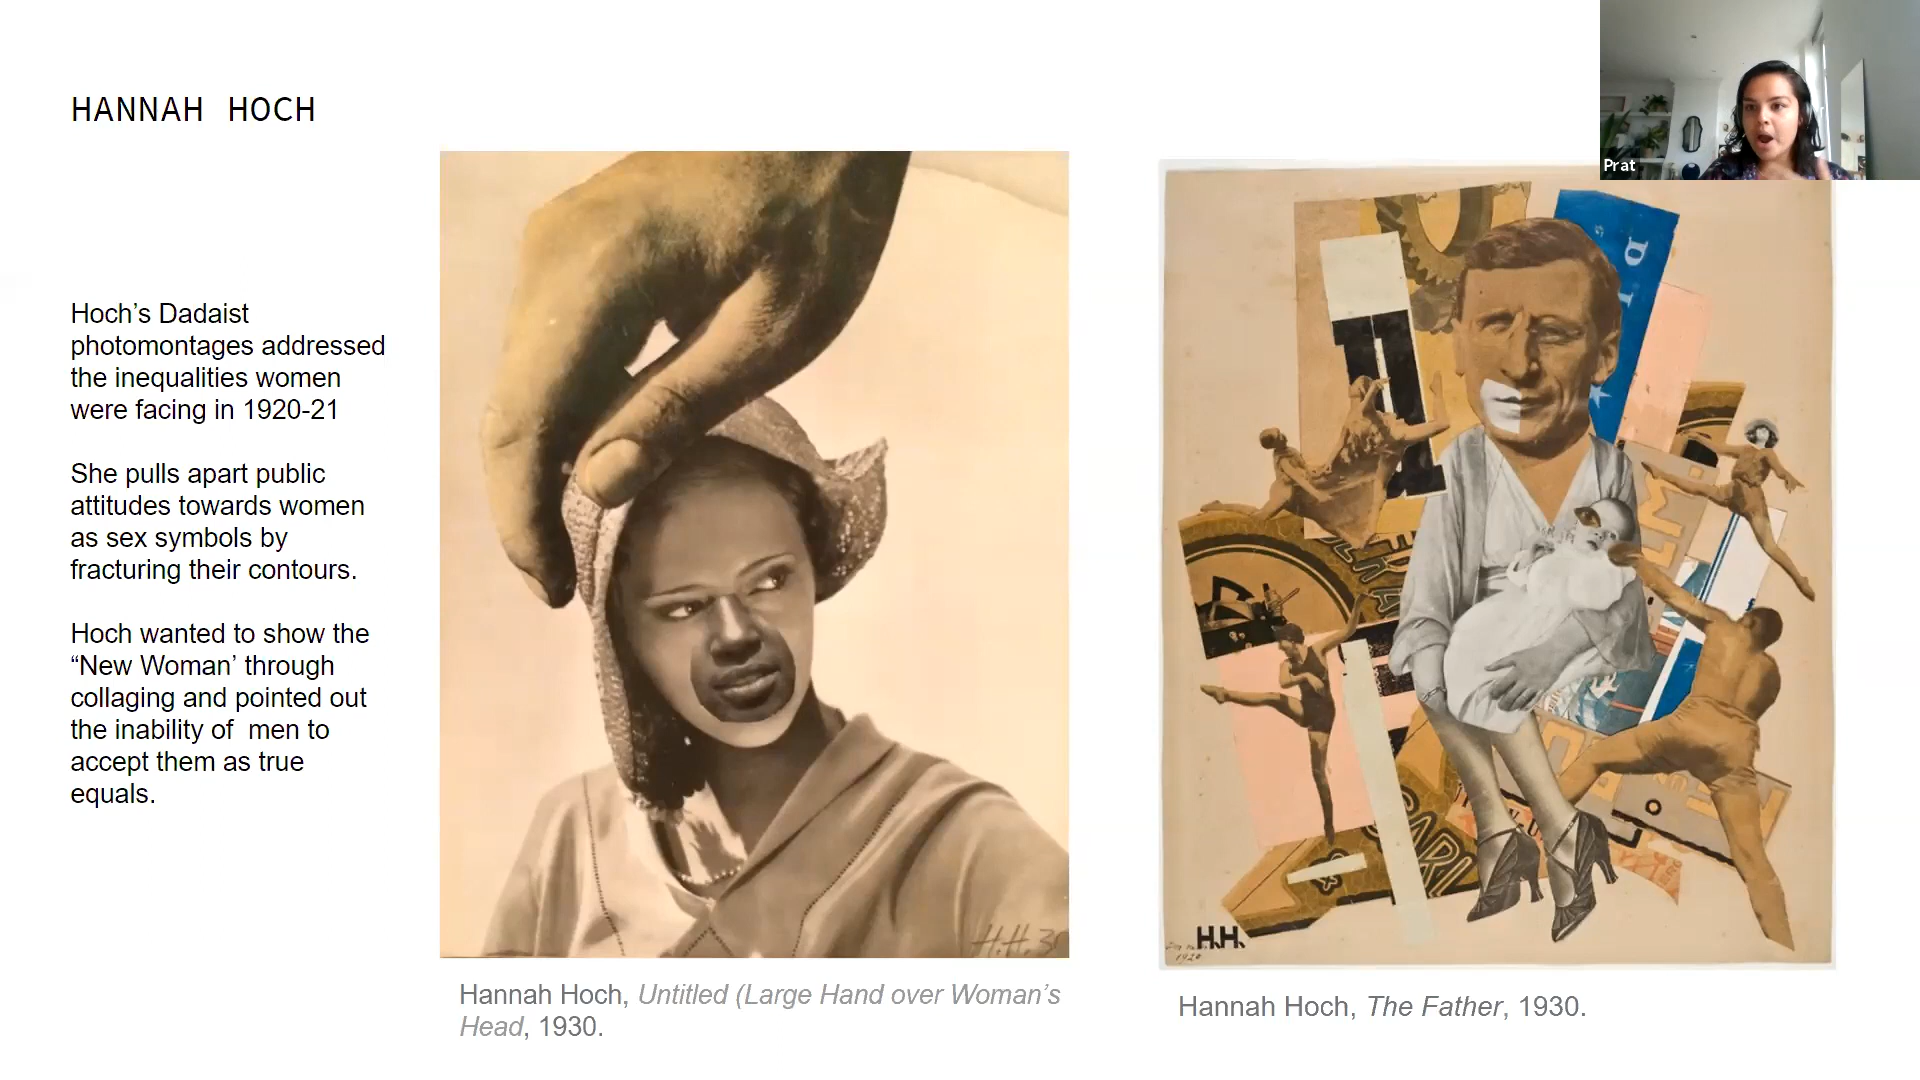 HANNAH HOCH
Prat
Hoch’s Dadaist
photomontages addressed
the inequalities women
were facing in 1920-21
She pulls apart public
attitudes towards women
as sex symbols by
fracturing their contours.
Hoch wanted to show the
“New Woman’ through
collaging and pointed out
the inability of  men to
accept them as true
equals.
H.H.
H.H.
1920
Hannah Hoch, Untitled (Large Hand over Woman’s
Head, 1930.
Hannah Hoch, The Father, 1930.